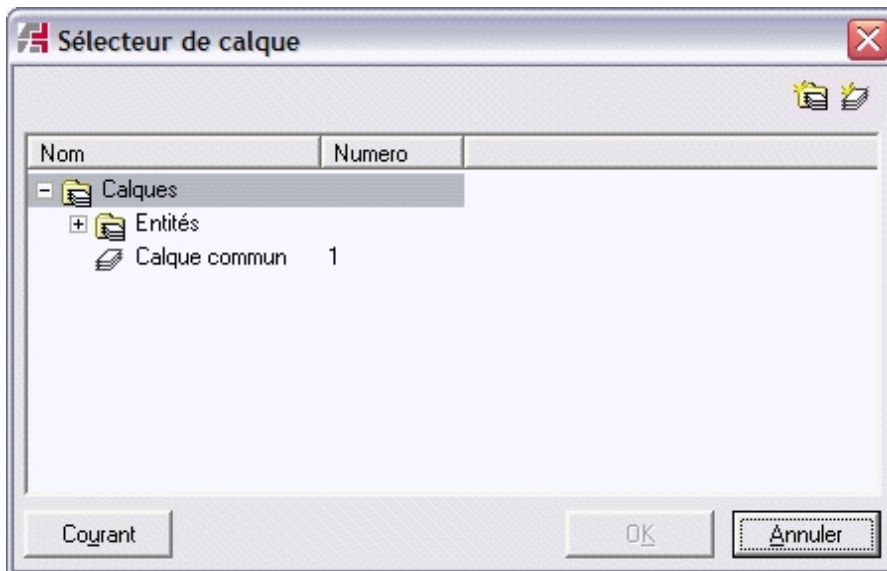 Sélecteur de calque
Nom Numero
Calques
Entités
Calque commun 1
Courant OK Annuler